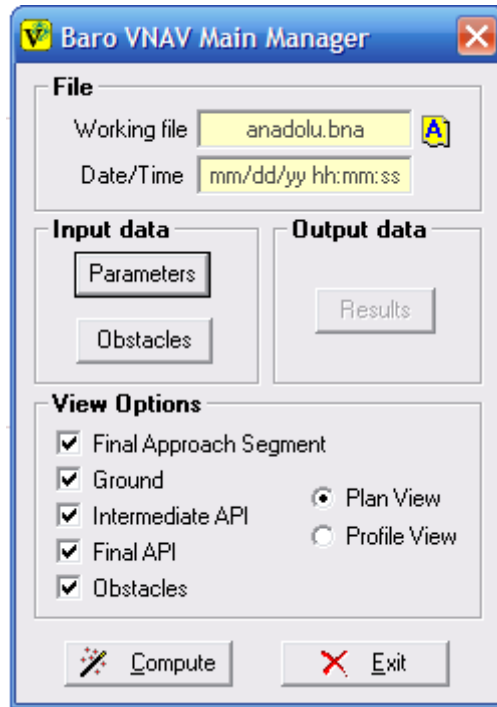 Baro VNAV Main Manager
File
Working file anadolu.bna A
Date/Time mm/dd/yy hh:mm:ss
Input data
Parameters
Obstacles
Output data
Results
View Options
Final Approach Segment
Ground
Intermediate API
Final API
Obstacles
Plan View
Profile View
Compute Exit